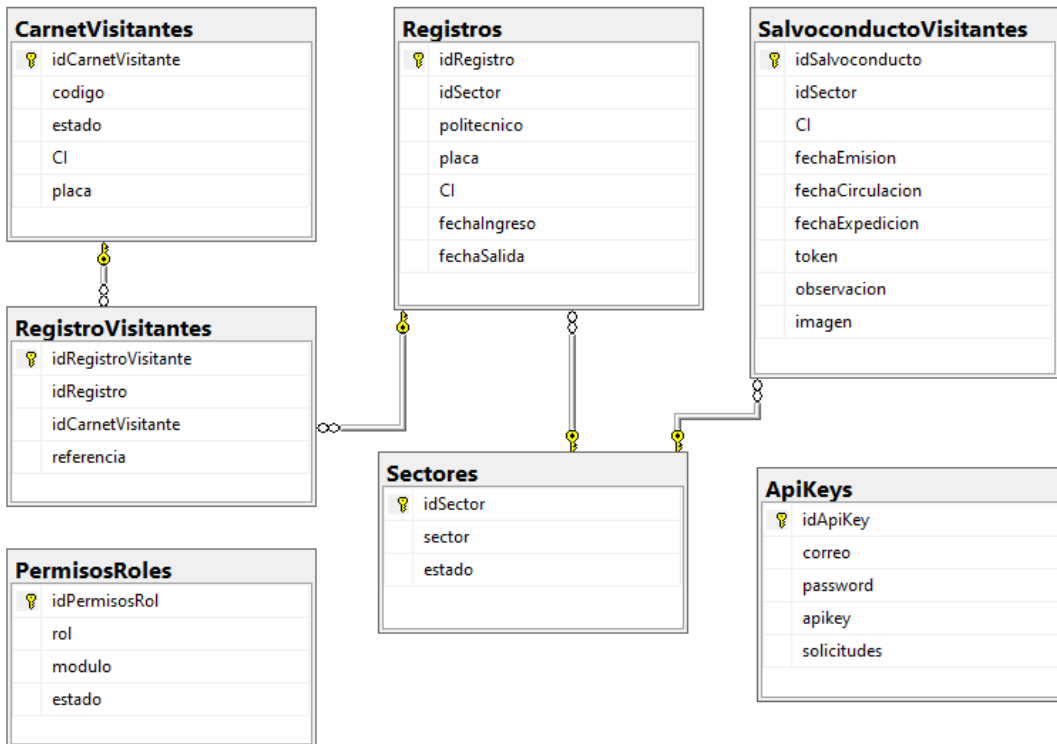 CarnetVisitantes
idCarnetVisitante
codigo
estado
CI
placa
Registros
idRegistro
idSector
politecnico
placa
CI
fechaIngreso
fechaSalida
SalvoconductoVisitantes
idSalvoconducto
idSector
CI
fechaEmision
fechaCirculacion
fechaExpedicion
token
observacion
imagen
RegistroVisitantes
idRegistroVisitante
idRegistro
idCarnetVisitante
referencia
Sectores
idSector
sector
estado
ApiKeys
idApiKey
correo
password
apikey
solicitudes
PermisosRoles
idPermisosRol
rol
modulo
estado